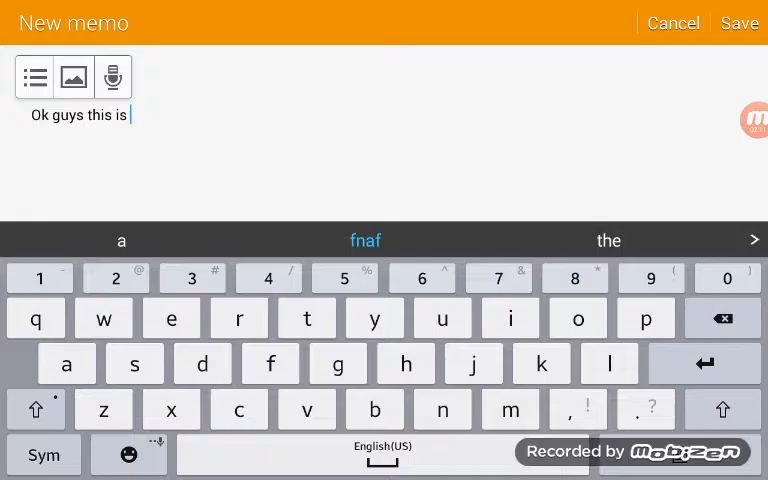 New memo
Cancel
Save
Ok guys this is
a
fnaf
the
>
1 - 2 @ 3 # 4 / 5 % 6 ^ 7 & 8 * 9 ( 0 )
q w e r t y u i o p
a s d f g h j k l
z x c v b n m , ! . ?
Sym
English(US)
Recorded by mobizen